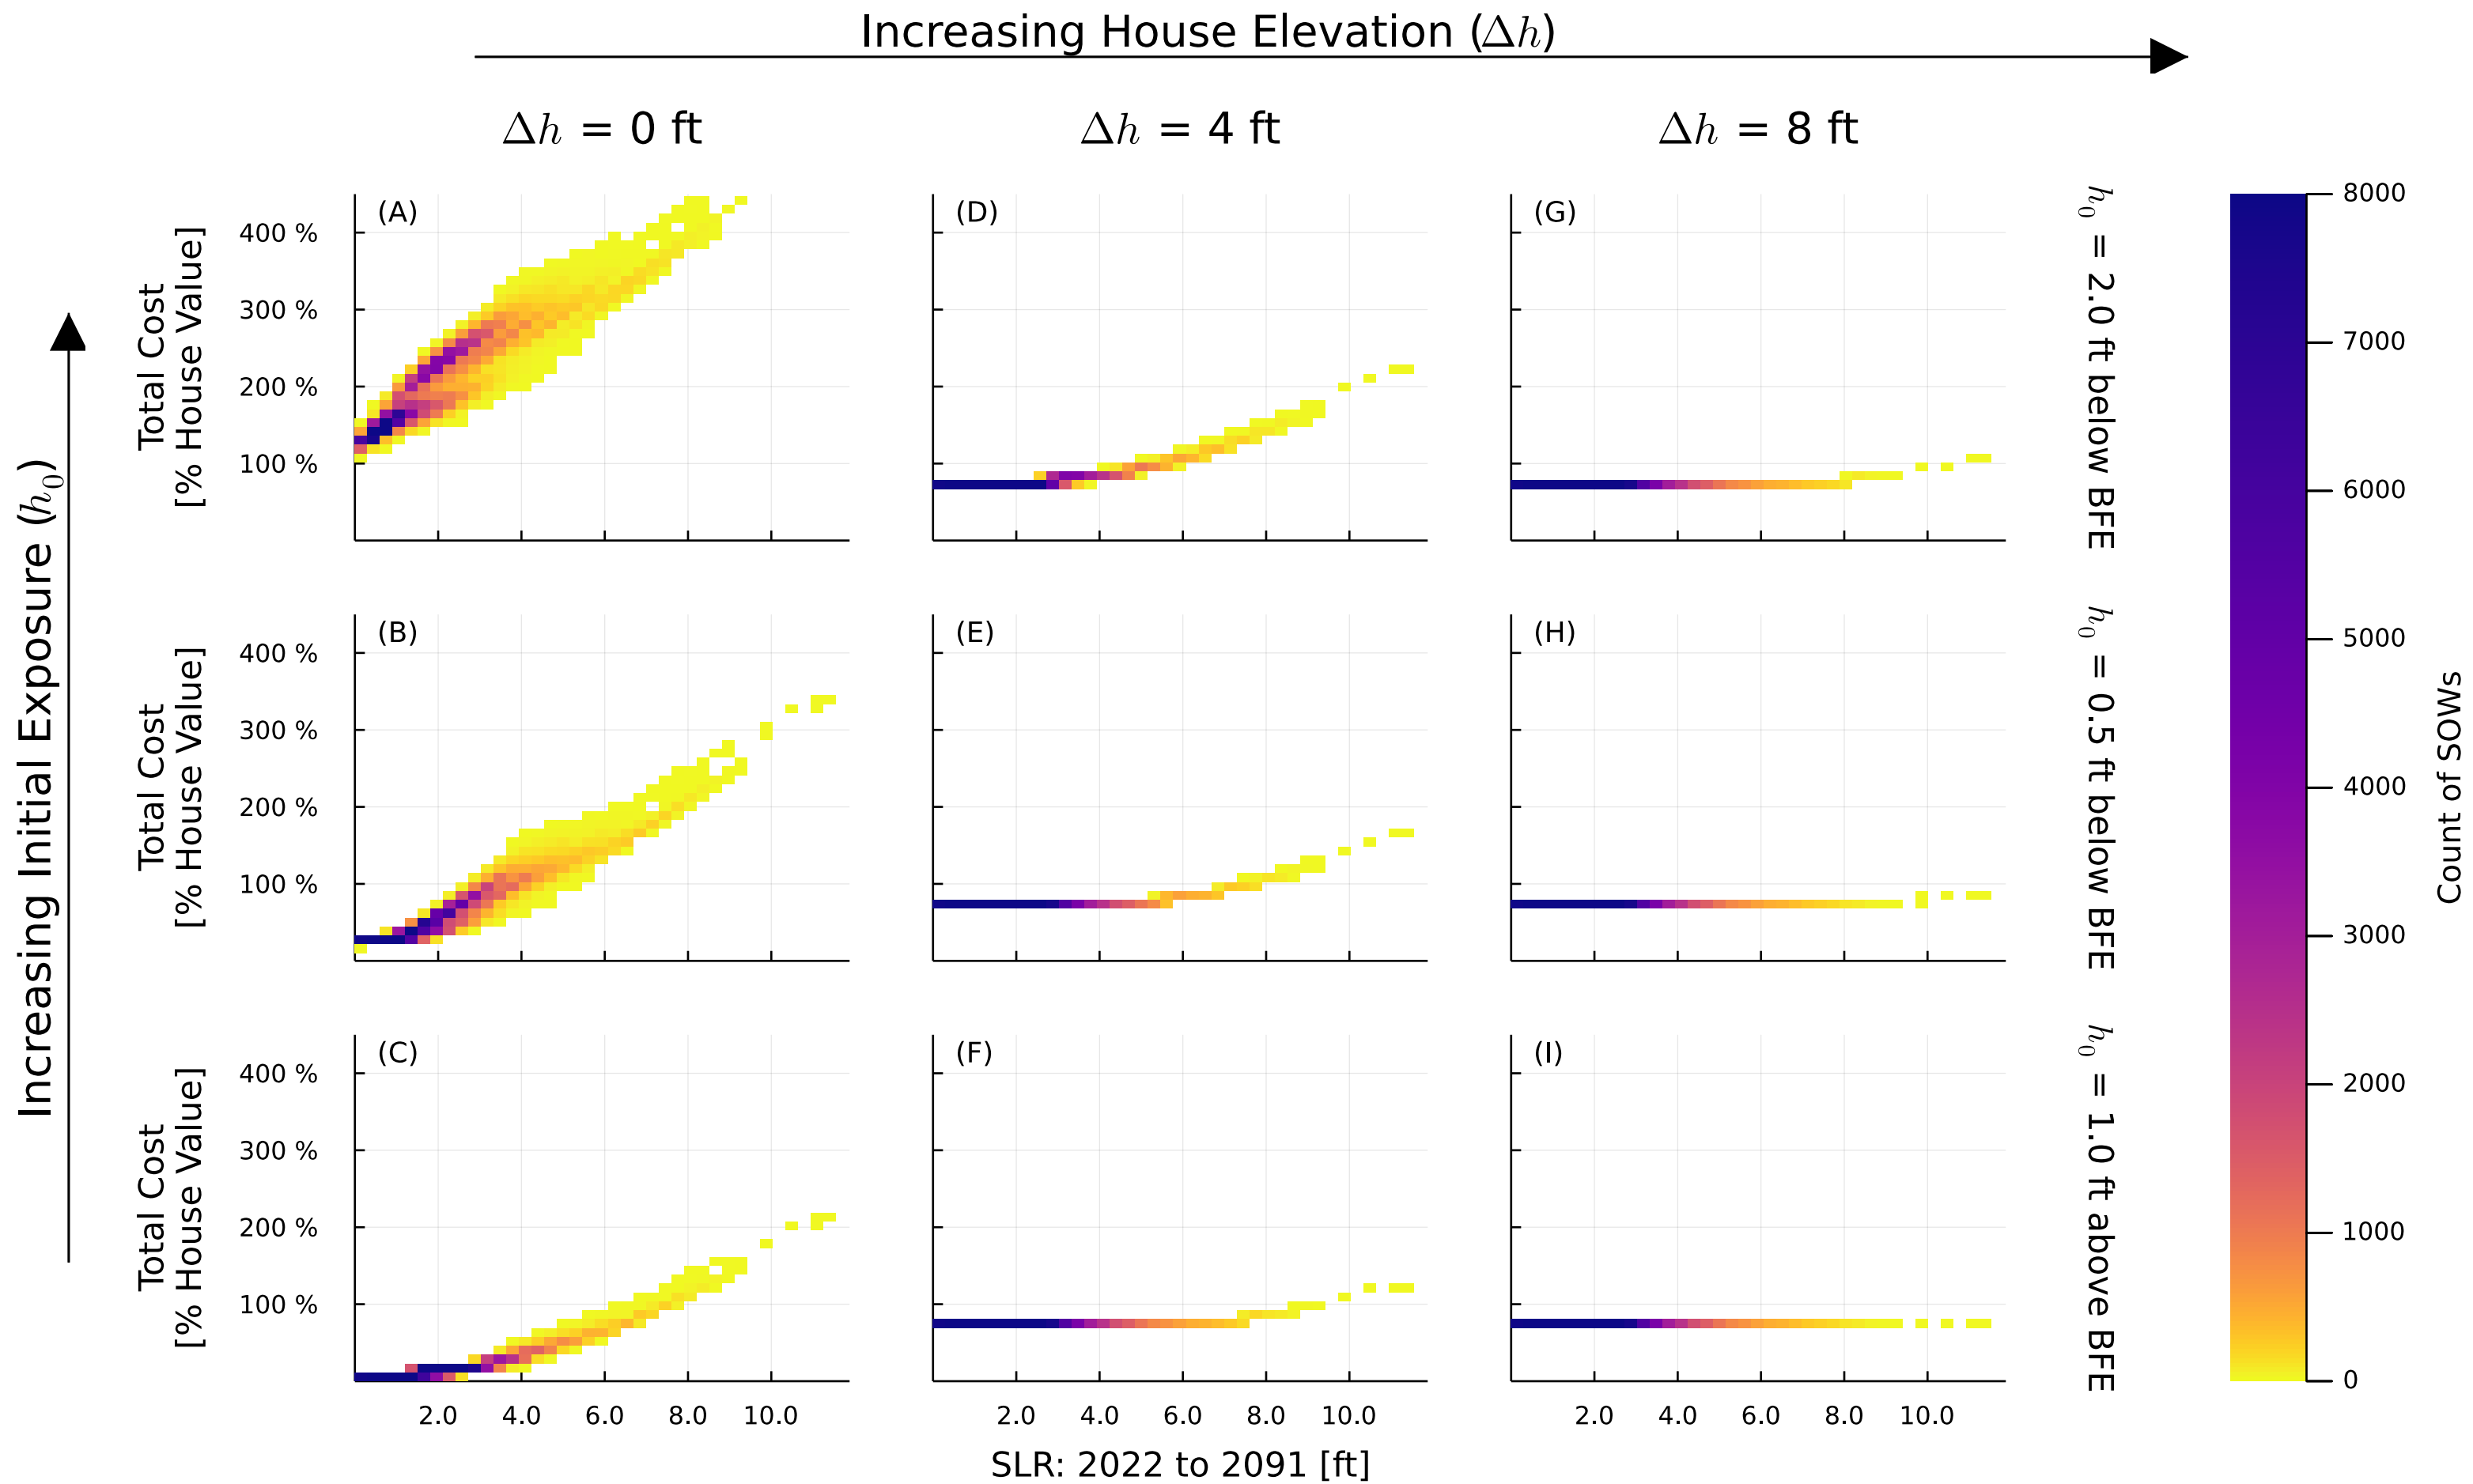 Increasing House Elevation (Δh)
Δh = 0 ft
Δh = 4 ft
Δh = 8 ft
Increasing Initial Exposure (h₀)
Total Cost
[% House Value]
400 %
300 %
200 %
100 %
(A)
(D)
(G)
h₀ = 2.0 ft below BFE
Total Cost
[% House Value]
400 %
300 %
200 %
100 %
(B)
(E)
(H)
h₀ = 0.5 ft below BFE
Total Cost
[% House Value]
400 %
300 %
200 %
100 %
(C)
(F)
(I)
h₀ = 1.0 ft above BFE
2.0 4.0 6.0 8.0 10.0
2.0 4.0 6.0 8.0 10.0
2.0 4.0 6.0 8.0 10.0
SLR: 2022 to 2091 [ft]
8000
7000
6000
5000
4000
3000
2000
1000
0
Count of SOWs